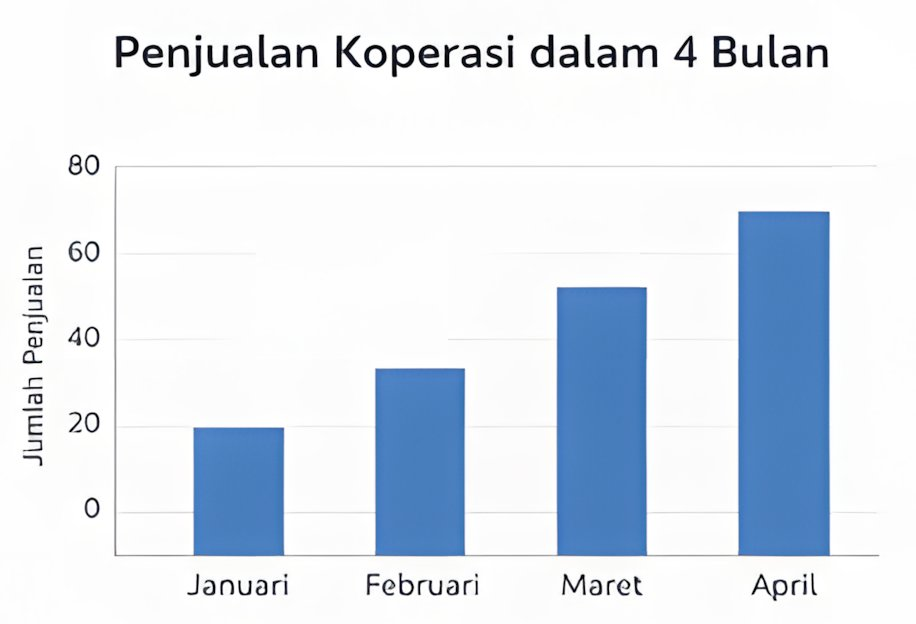 Penjualan Koperasi dalam 4 Bulan
80
60
40
20
0
Jumlah Penjualan
Januari
Februari
Maret
April